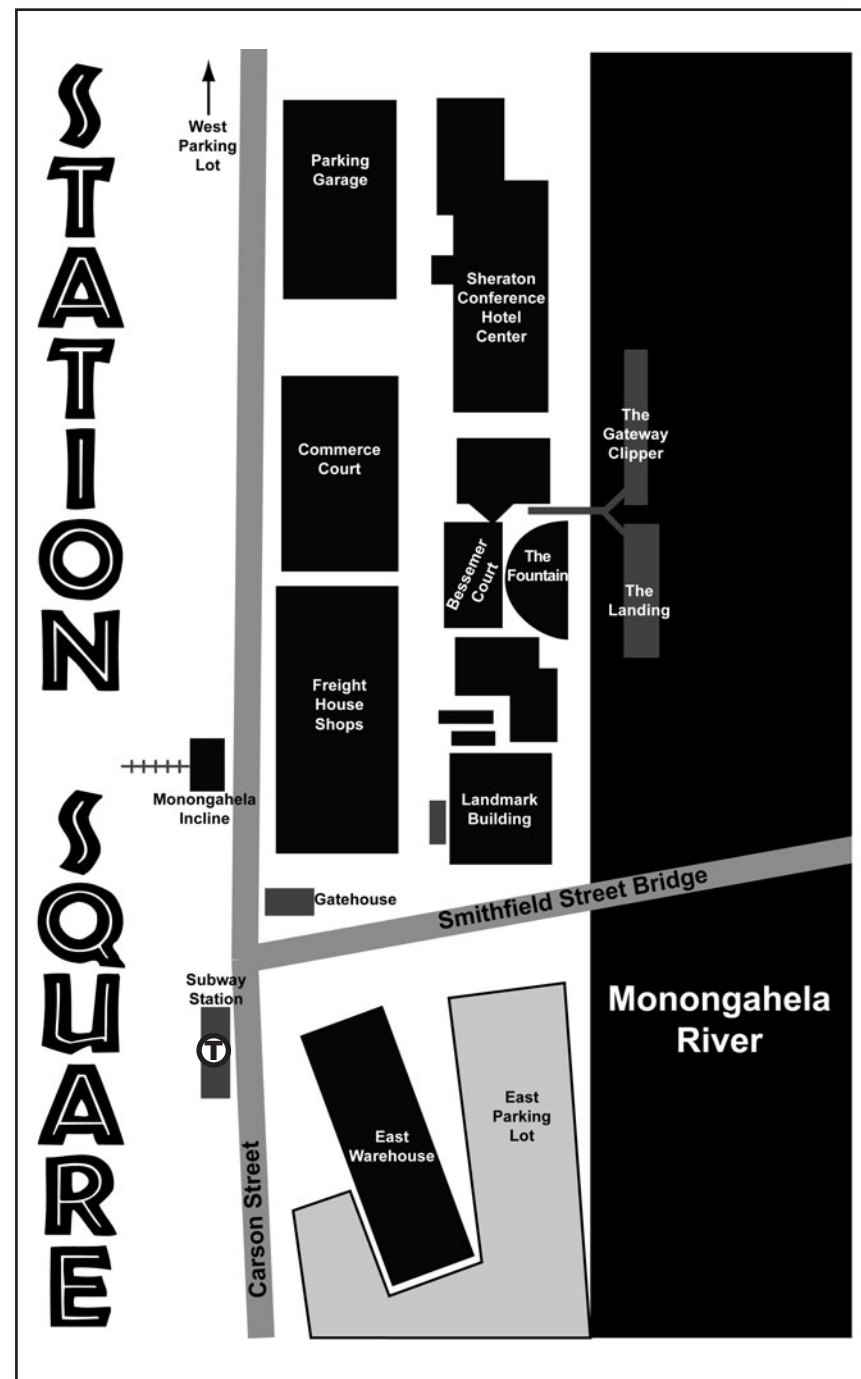 STATION SQUARE
West
Parking
Lot
Parking
Garage
Sheraton
Conference
Hotel
Center
The
Gateway
Clipper
Commerce
Court
Bessemer
Court
The
Fountain
The
Landing
Freight
House
Shops
Monongahela
Incline
Landmark
Building
Gatehouse
Smithfield Street Bridge
Subway
Station
T
Monongahela
River
East
Parking
Lot
East
Warehouse
Carson Street